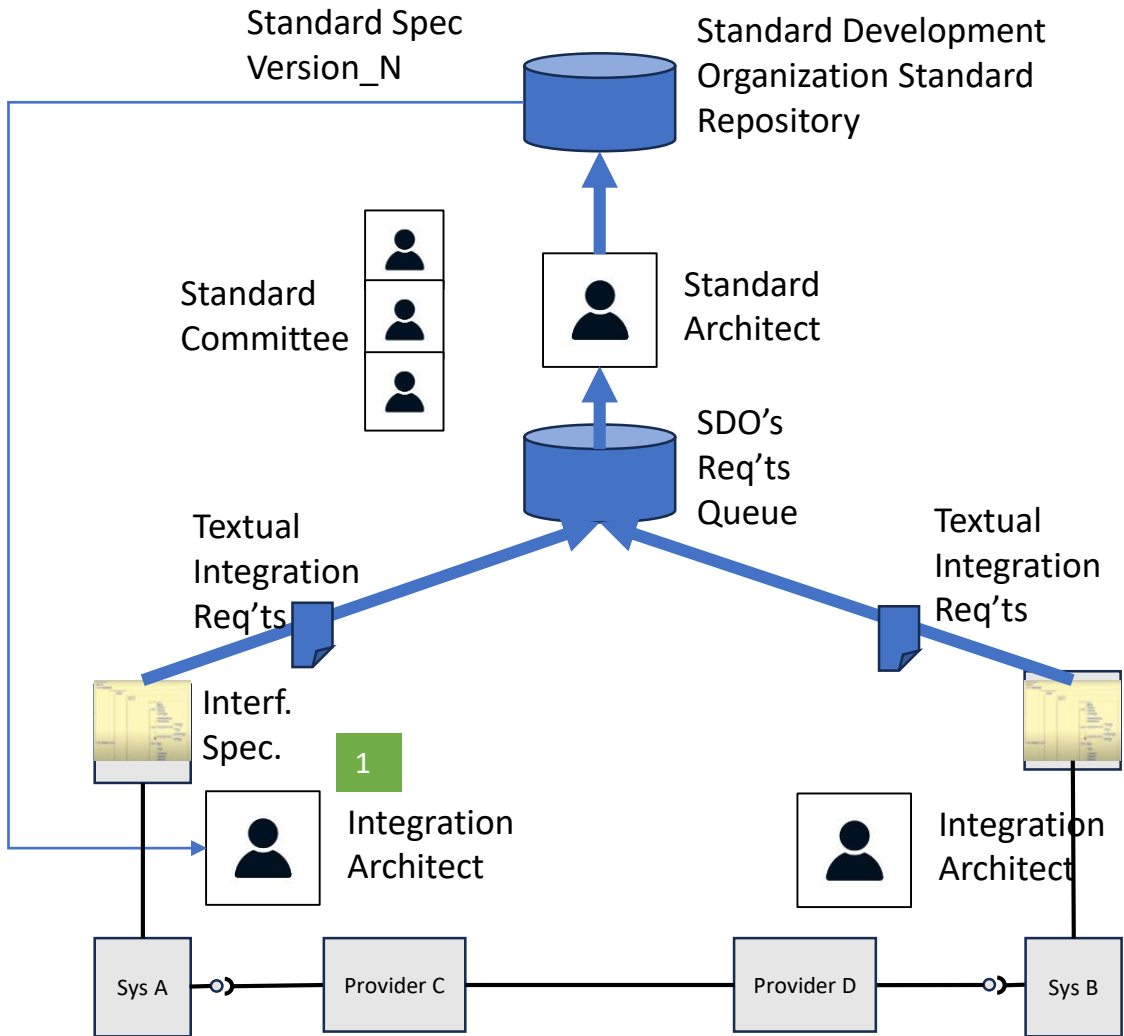 Standard Spec
Version_N
Standard Development
Organization Standard
Repository
Standard
Committee
Standard
Architect
SDO's
Req'ts
Queue
Textual
Integration
Req'ts
Textual
Integration
Req'ts
Interf.
Spec.
1
Integration
Architect
Integration
Architect
Sys A
Provider C
Provider D
Sys B